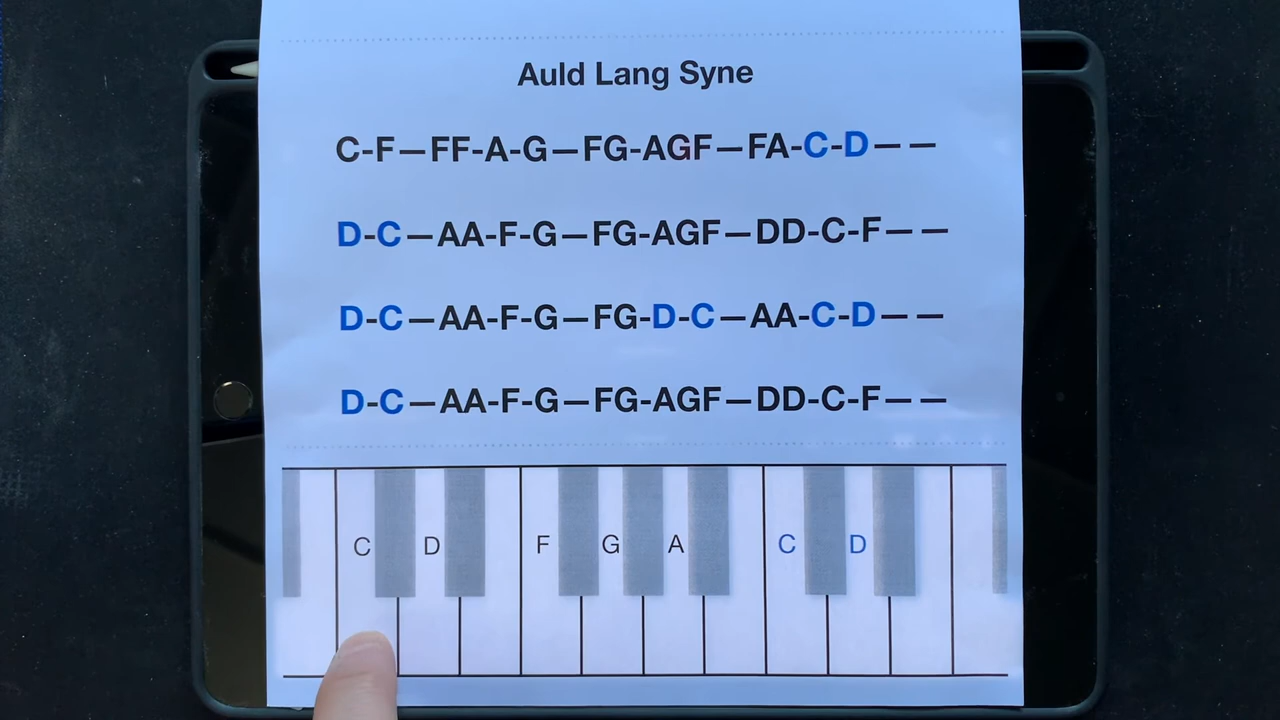 Auld Lang Syne
C-F—FF-A-G—FG-AGF—FA-C-D— —
D-C—AA-F-G—FG-AGF—DD-C-F— —
D-C—AA-F-G—FG-D-C—AA-C-D— —
D-C—AA-F-G—FG-AGF—DD-C-F— —
C D F G A C D